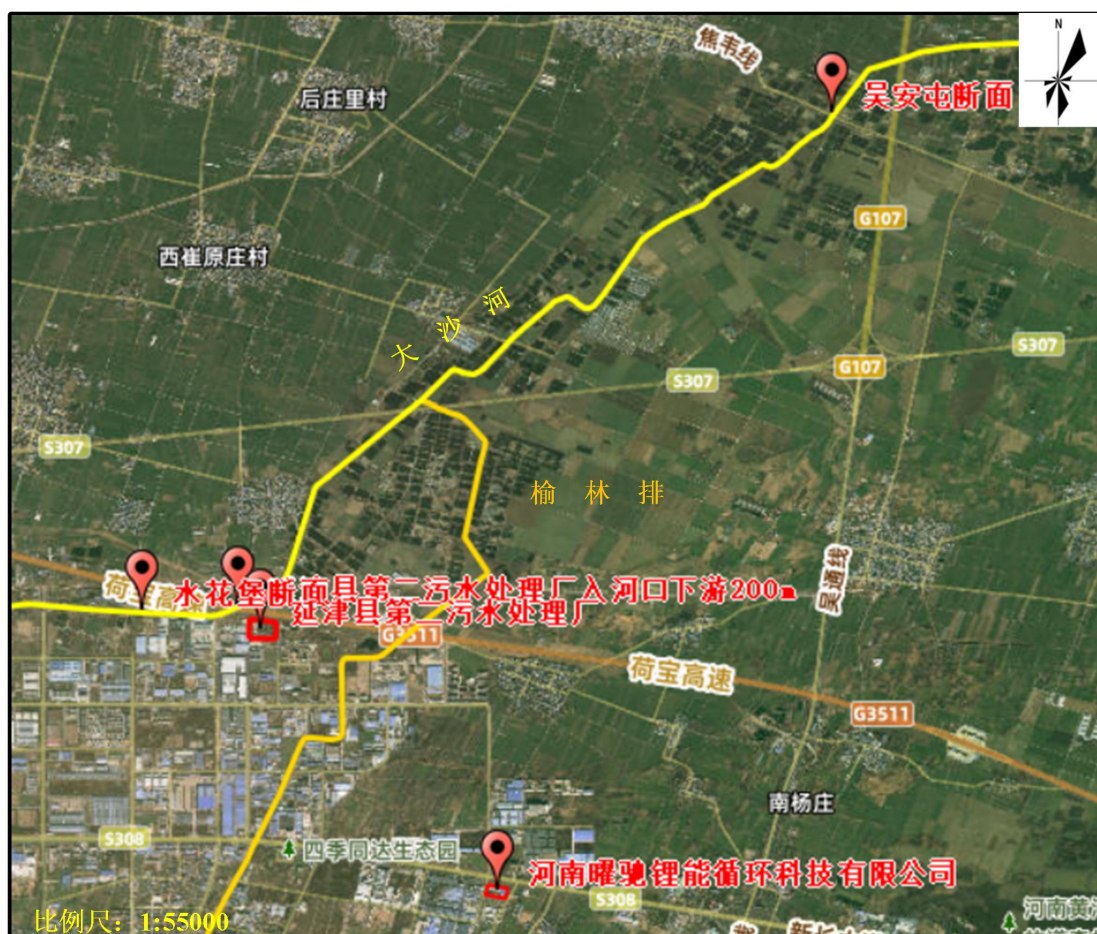 N
焦韦线
吴安屯断面
后庄里村
G107
西崔原庄村
大沙河
S307
G107
S307
S307
榆林排
吴通线
荷宝高速
水花堡断面县第二污水处理厂入河口下游200m
延津县第二污水处理厂
G3511
荷宝高速
G3511
南杨庄
S308
四季同达生态园
河南曜驰锂能循环科技有限公司
S308
比例尺：1:55000
河南黄河